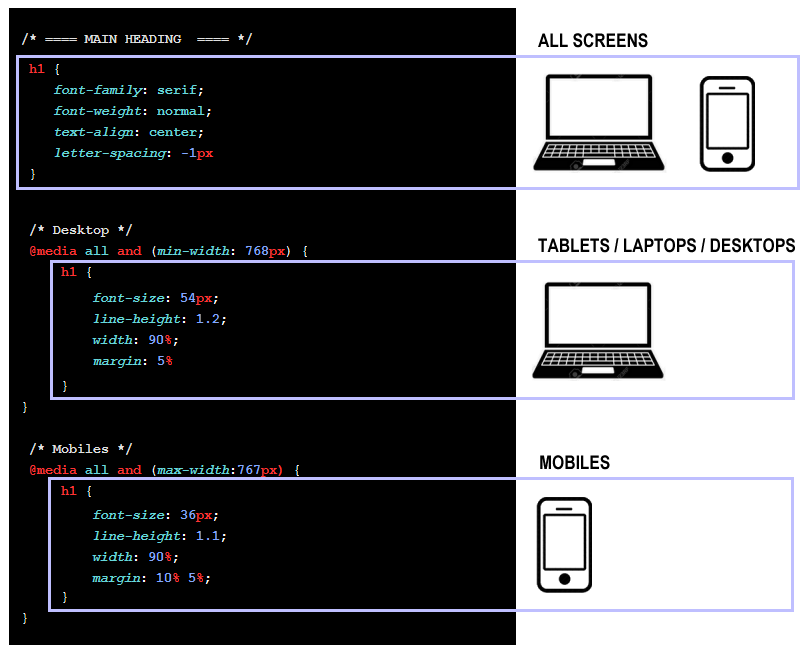 /* ==== MAIN HEADING  ==== */
ALL SCREENS
h1 {
font-family: serif;
font-weight: normal;
text-align: center;
letter-spacing: -1px
}
/* Desktop */
@media all and (min-width: 768px) {
TABLETS / LAPTOPS / DESKTOPS
h1 {
font-size: 54px;
line-height: 1.2;
width: 90%;
margin: 5%
}
}
/* Mobiles */
MOBILES
@media all and (max-width:767px) {
h1 {
font-size: 36px;
line-height: 1.1;
width: 90%;
margin: 10% 5%;
}
}